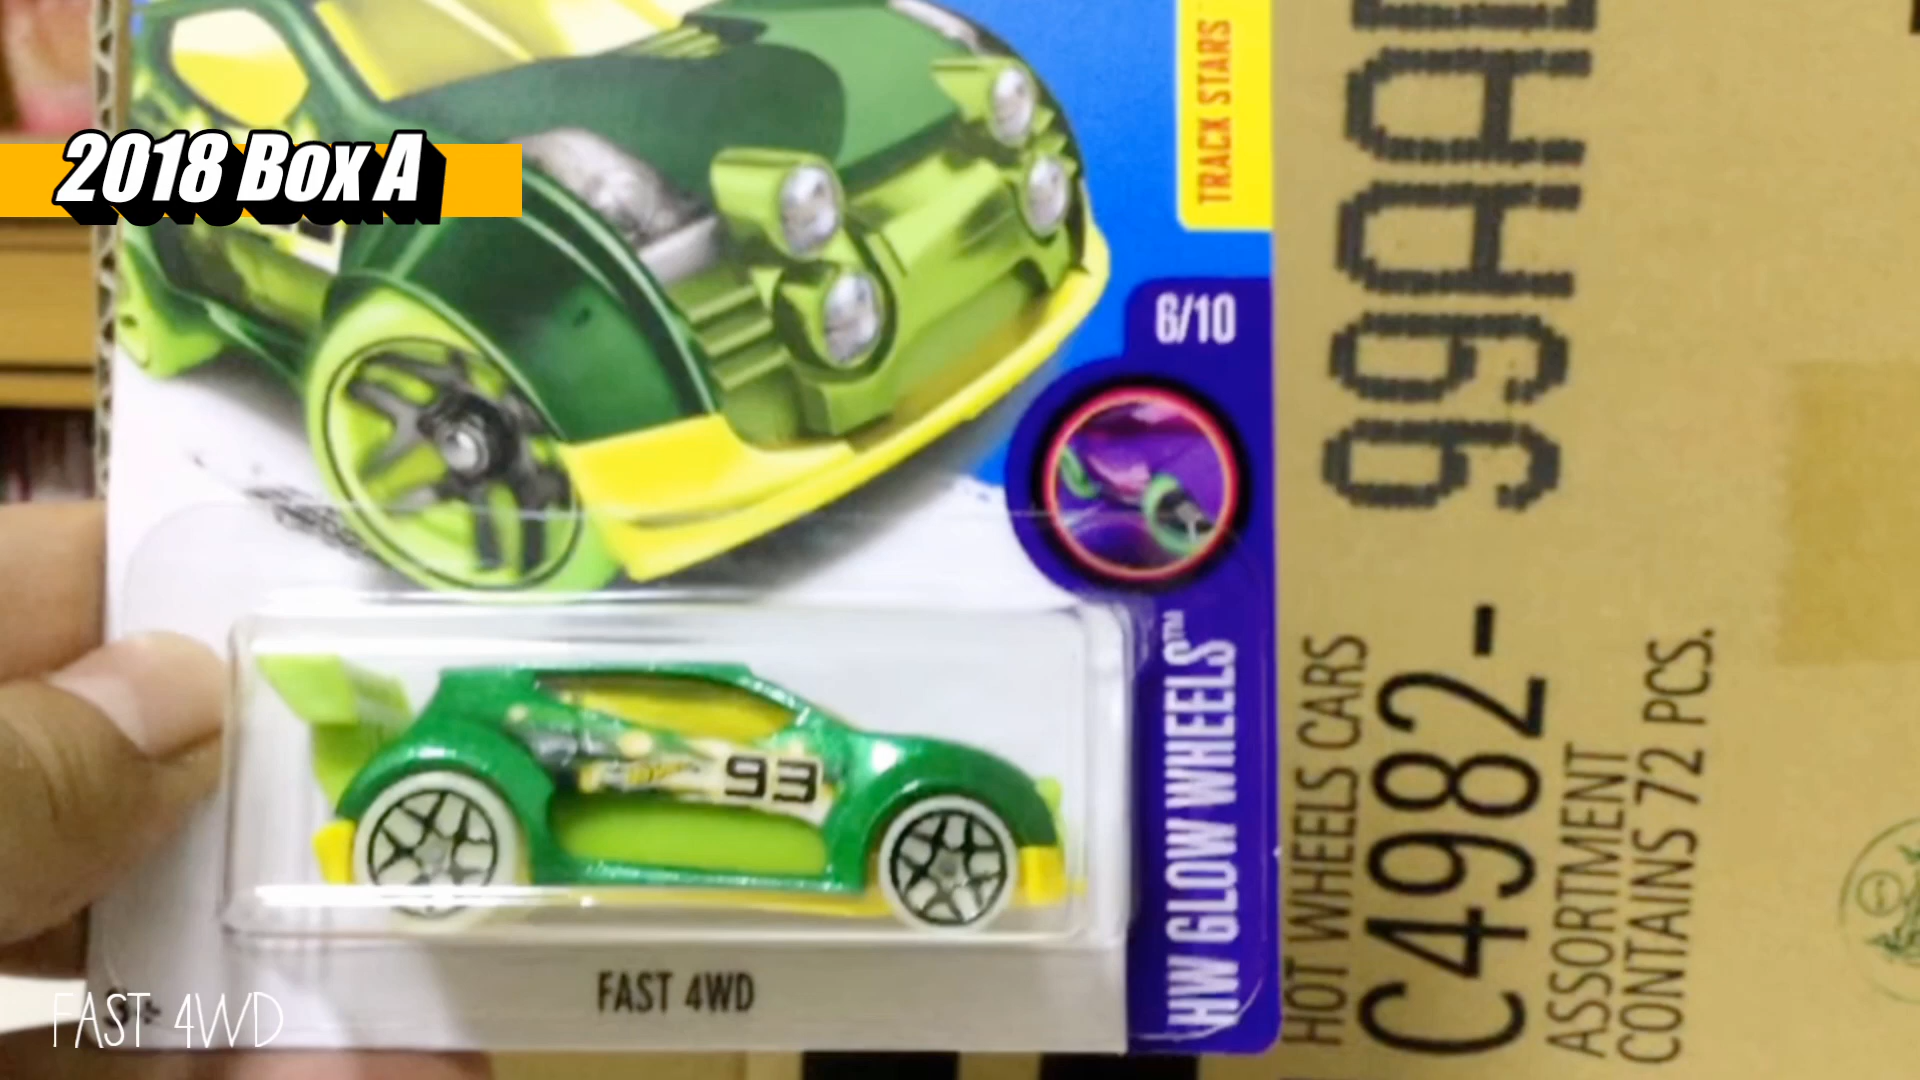 2018 Box A
TRACK STARS
6/10
HW GLOW WHEELS™
93
FAST 4WD
FAST 4WD
HOT WHEELS CARS
C4982-
ASSORTMENT
CONTAINS 72 PCS.